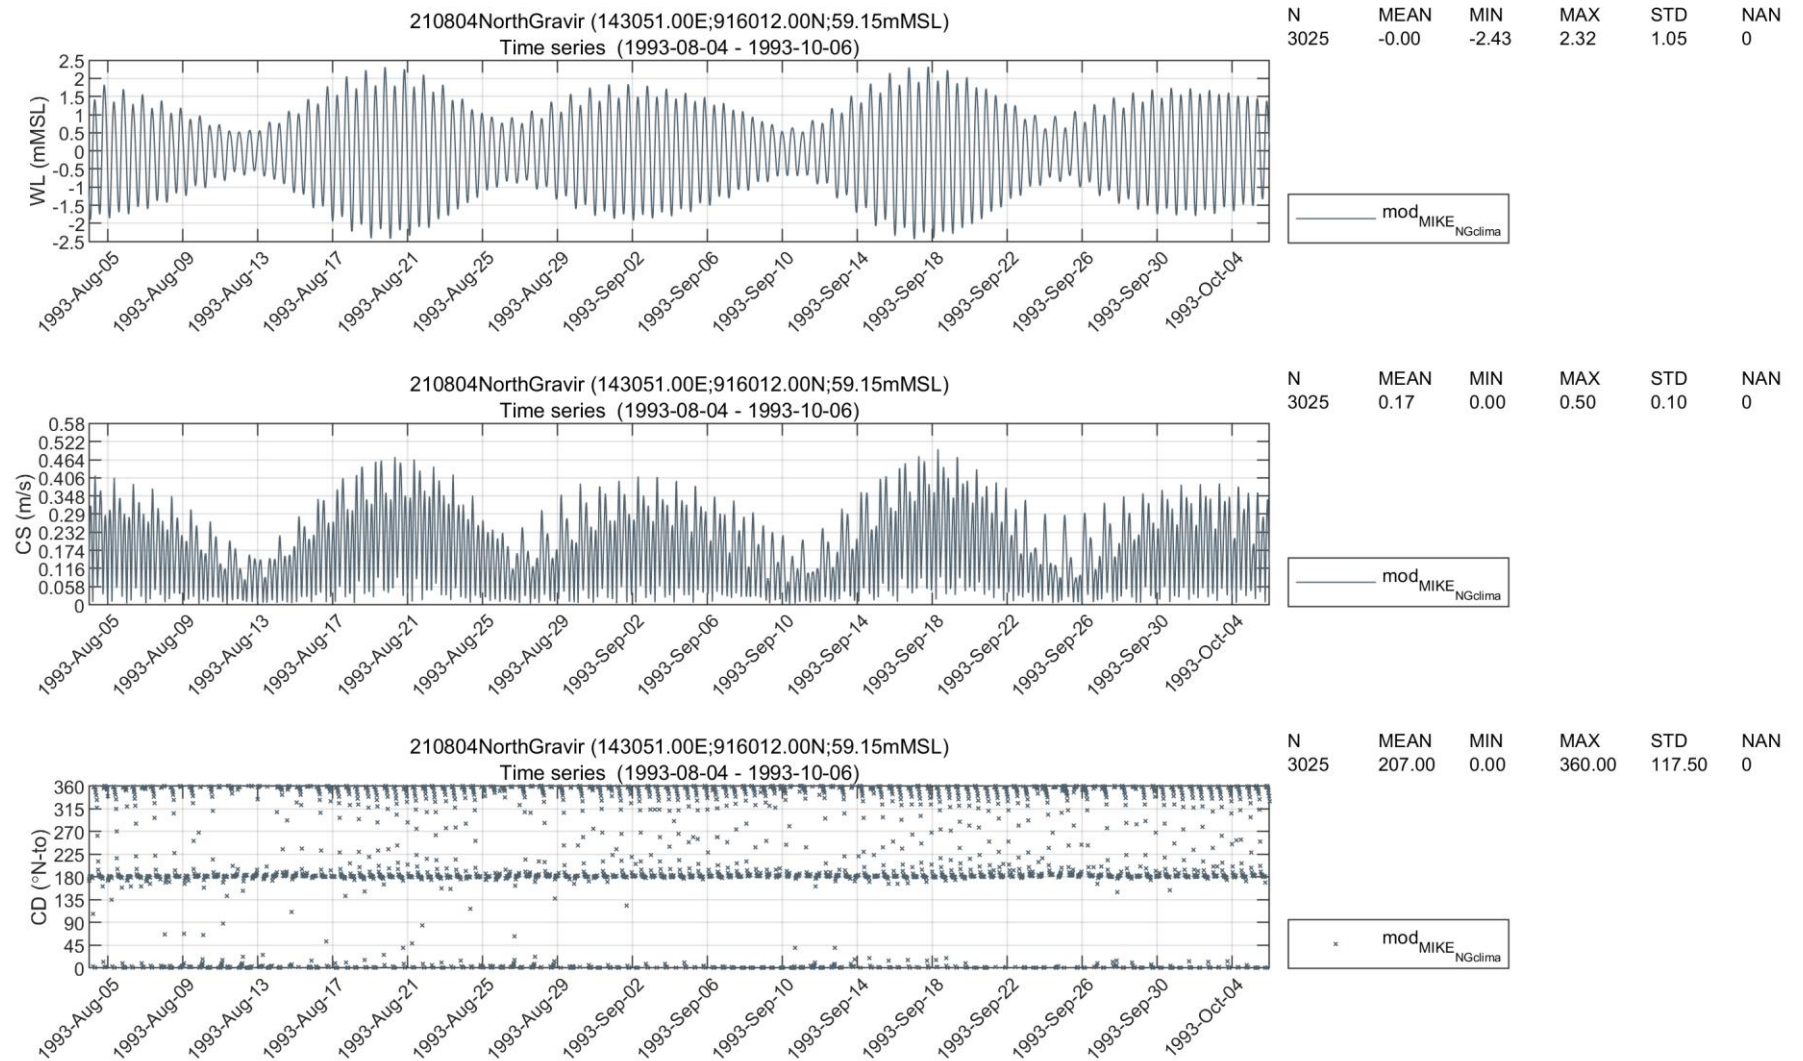 210804NorthGravir (143051.00E;916012.00N;59.15mMSL)
Time series (1993-08-04 - 1993-10-06)
N MEAN MIN MAX STD NAN
3025 -0.00 -2.43 2.32 1.05 0
WL (mMSL)
2.5
2
1.5
1
0.5
0
-0.5
-1
-1.5
-2
-2.5
1993-Aug-05 1993-Aug-09 1993-Aug-13 1993-Aug-17 1993-Aug-21 1993-Aug-25 1993-Aug-29 1993-Sep-02 1993-Sep-06 1993-Sep-10 1993-Sep-14 1993-Sep-18 1993-Sep-22 1993-Sep-26 1993-Sep-30 1993-Oct-04
modMIKENGclima
210804NorthGravir (143051.00E;916012.00N;59.15mMSL)
Time series (1993-08-04 - 1993-10-06)
N MEAN MIN MAX STD NAN
3025 0.17 0.00 0.50 0.10 0
CS (m/s)
0.58
0.522
0.464
0.406
0.348
0.29
0.232
0.174
0.116
0.058
0
1993-Aug-05 1993-Aug-09 1993-Aug-13 1993-Aug-17 1993-Aug-21 1993-Aug-25 1993-Aug-29 1993-Sep-02 1993-Sep-06 1993-Sep-10 1993-Sep-14 1993-Sep-18 1993-Sep-22 1993-Sep-26 1993-Sep-30 1993-Oct-04
modMIKENGclima
210804NorthGravir (143051.00E;916012.00N;59.15mMSL)
Time series (1993-08-04 - 1993-10-06)
N MEAN MIN MAX STD NAN
3025 207.00 0.00 360.00 117.50 0
CD (°N-to)
360
315
270
225
180
135
90
45
0
1993-Aug-05 1993-Aug-09 1993-Aug-13 1993-Aug-17 1993-Aug-21 1993-Aug-25 1993-Aug-29 1993-Sep-02 1993-Sep-06 1993-Sep-10 1993-Sep-14 1993-Sep-18 1993-Sep-22 1993-Sep-26 1993-Sep-30 1993-Oct-04
modMIKENGclima